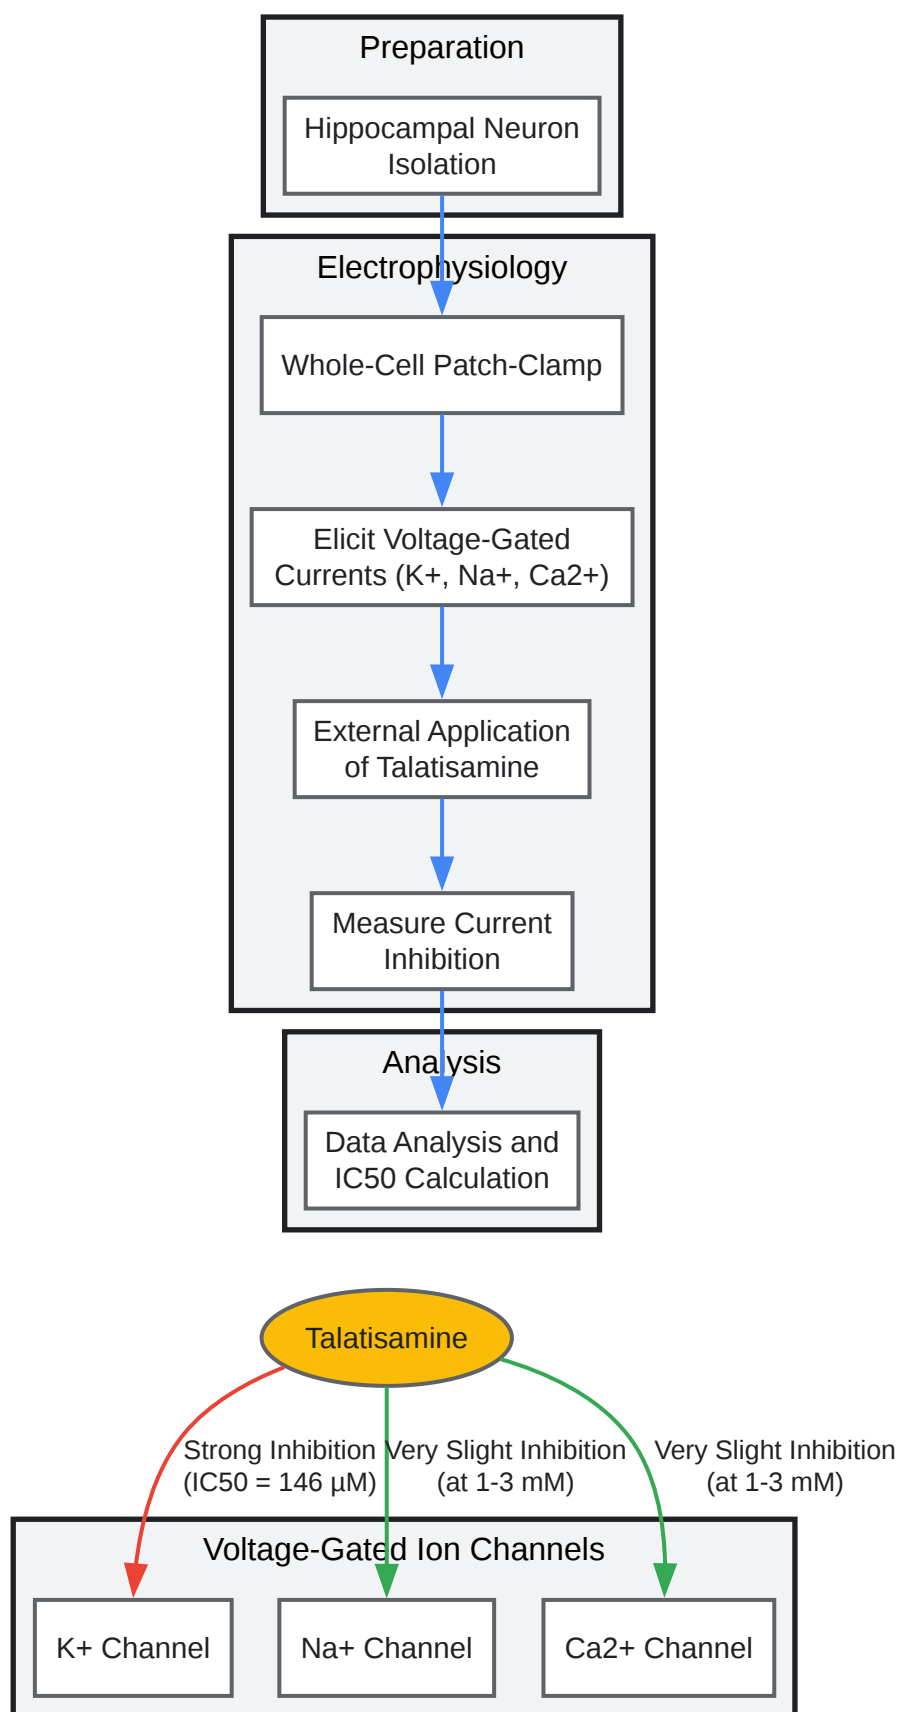 Preparation
Hippocampal Neuron
Isolation
Electrophysiology
Whole-Cell Patch-Clamp
Elicit Voltage-Gated
Currents (K+, Na+, Ca2+)
External Application
of Talatisamine
Measure Current
Inhibition
Analysis
Data Analysis and
IC50 Calculation
Talatisamine
Strong Inhibition
(IC50 = 146 µM)
Very Slight Inhibition
(at 1-3 mM)
Very Slight Inhibition
(at 1-3 mM)
Voltage-Gated Ion Channels
K+ Channel
Na+ Channel
Ca2+ Channel